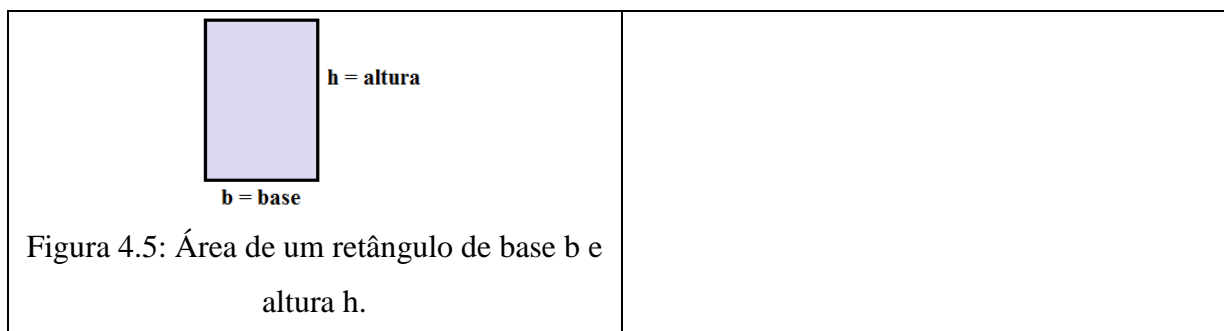 h = altura
b = base
Figura 4.5: Área de um retângulo de base b e
altura h.